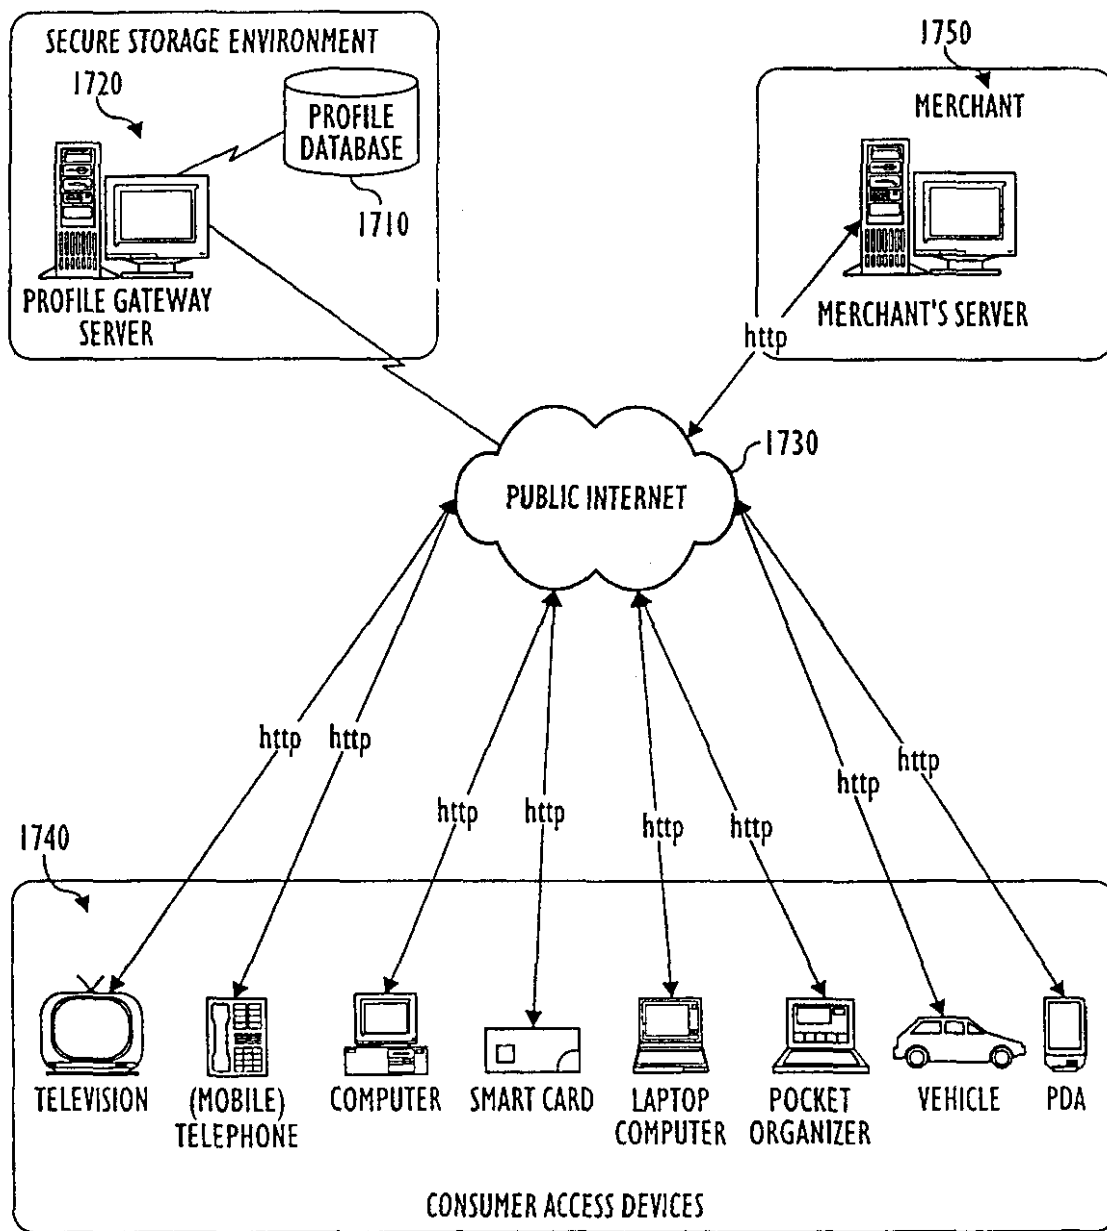 SECURE STORAGE ENVIRONMENT
1720
PROFILE
DATABASE
1710
PROFILE GATEWAY
SERVER
1750
MERCHANT
MERCHANT'S SERVER
http
1730
PUBLIC INTERNET
http
http
http
http
http
http
http
http
1740
TELEVISION
(MOBILE)
TELEPHONE
COMPUTER
SMART CARD
LAPTOP
COMPUTER
POCKET
ORGANIZER
VEHICLE
PDA
CONSUMER ACCESS DEVICES